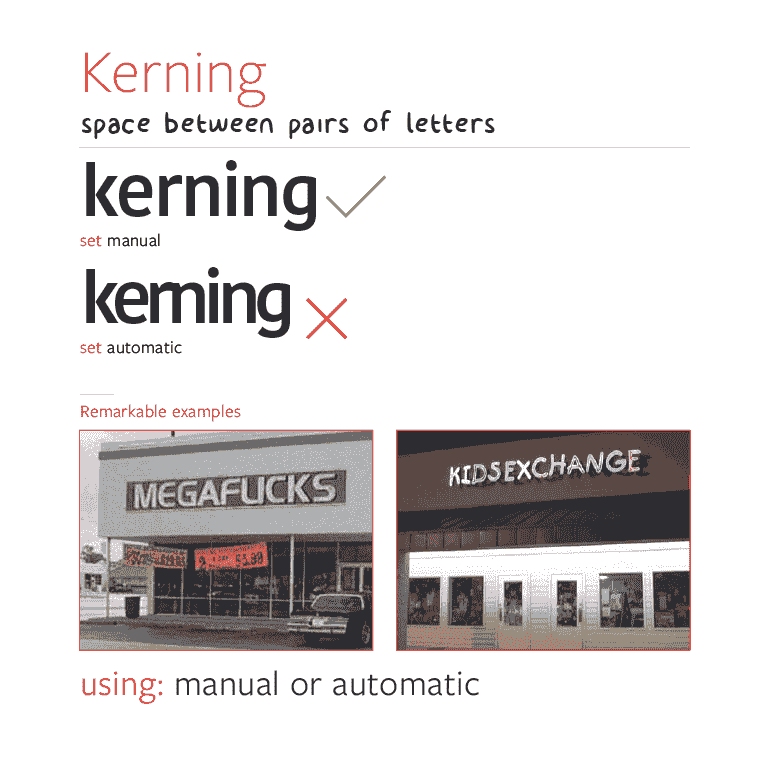 Kerning
space between pairs of letters
kerning
set manual
kerning
set automatic
Remarkable examples
MEGAFLICKS
KIDSEXCHANGE
using: manual or automatic